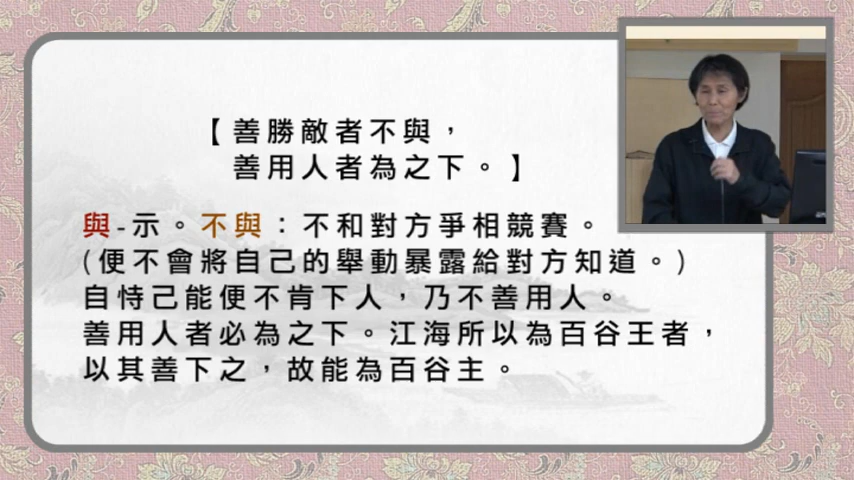 【善勝敵者不與，
善用人者為之下。】
與-示。不與：不和對方爭相競賽。
(便不會將自己的舉動暴露給對方知道。)
自恃己能便不肯下人，乃不善用人。
善用人者必為之下。江海所以為百谷王者，
以其善下之，故能為百谷主。